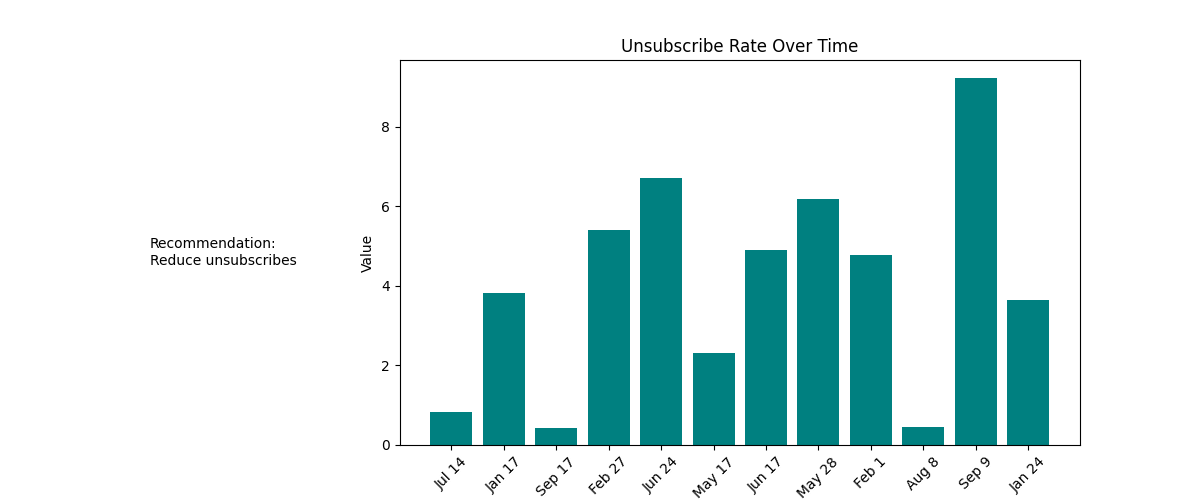 Unsubscribe Rate Over Time
Recommendation:
Reduce unsubscribes
Value
8
6
4
2
0
Jul 14
Jan 17
Sep 17
Feb 27
Jun 24
May 17
Jun 17
May 28
Feb 1
Aug 8
Sep 9
Jan 24